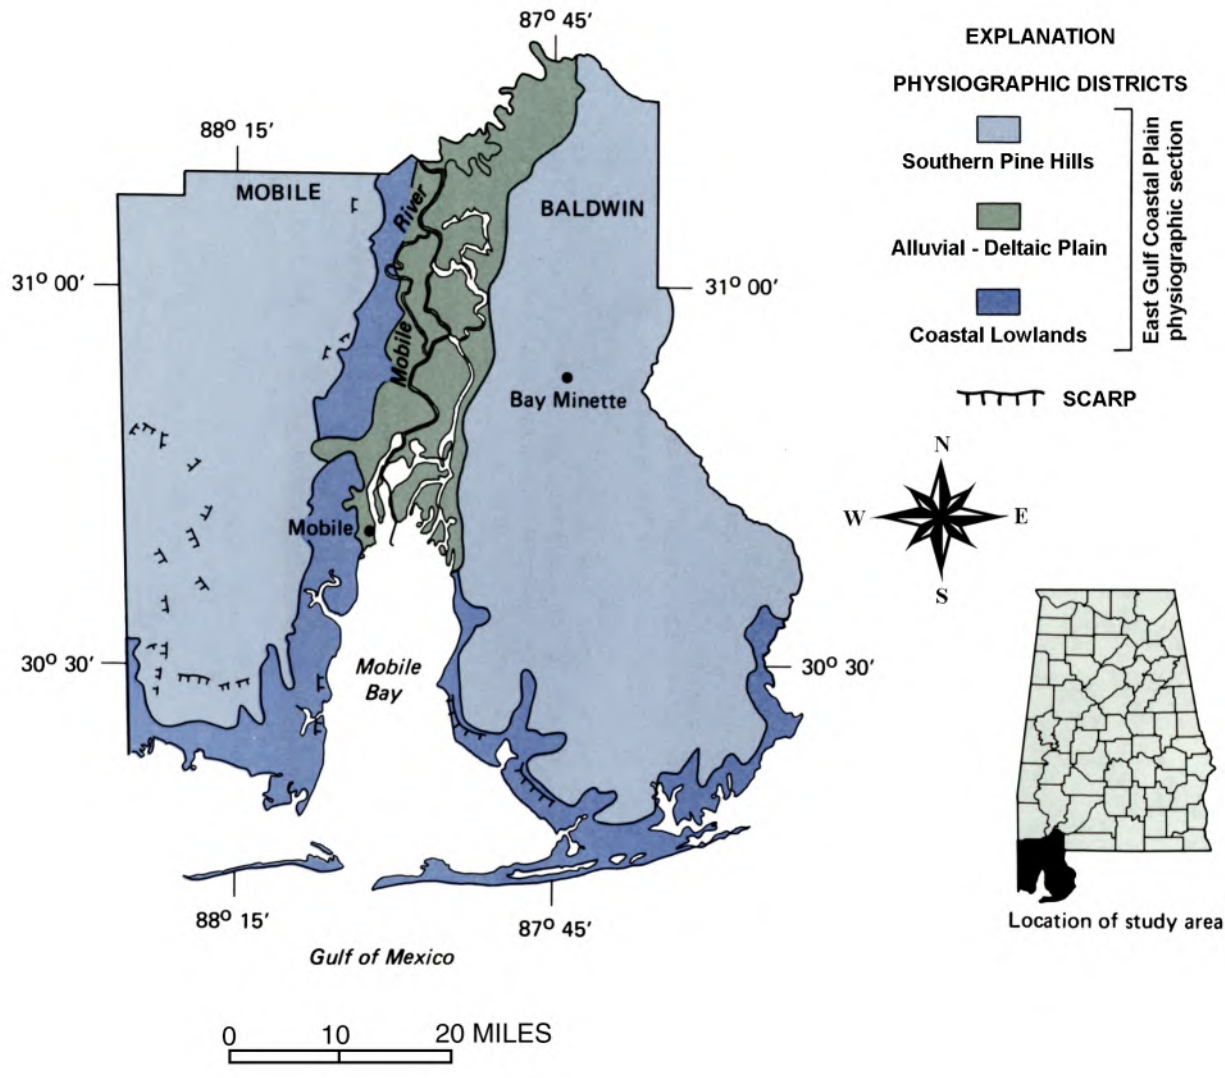 87° 45′
EXPLANATION
PHYSIOGRAPHIC DISTRICTS
88° 15′
Southern Pine Hills
MOBILE
River
BALDWIN
Alluvial - Deltaic Plain
East Gulf Coastal Plain
physiographic section
31° 00′
31° 00′
Coastal Lowlands
Mobile
Bay Minette
SCARP
N
W
E
S
Mobile
30° 30′
Mobile
Bay
30° 30′
88° 15′
87° 45′
Location of study area
Gulf of Mexico
0 10 20 MILES